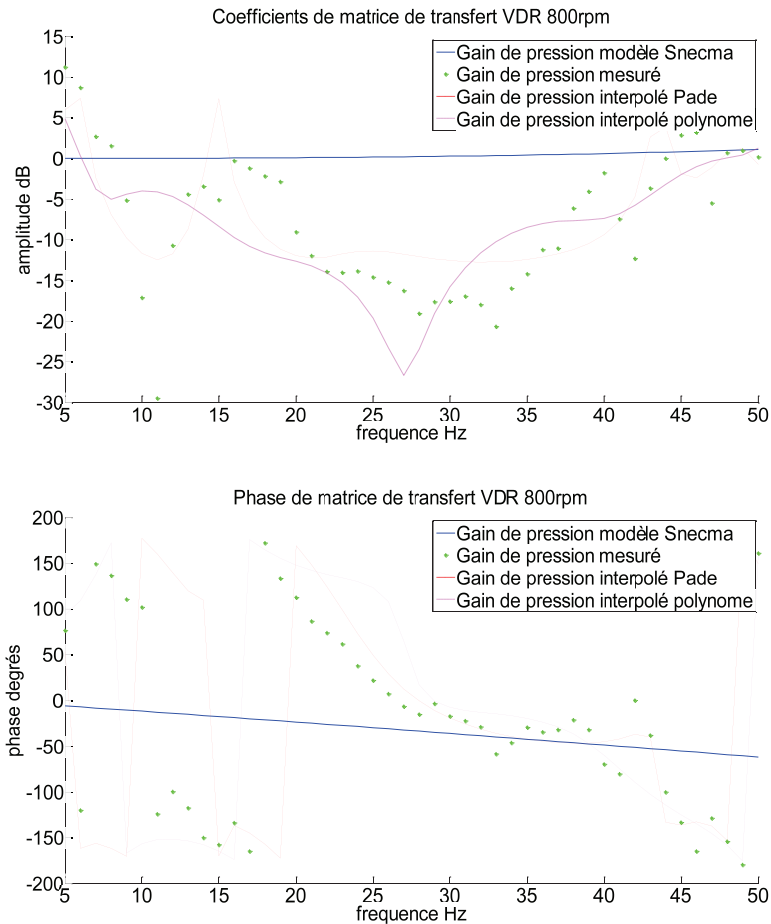 Coefficients de matrice de transfert VDR 800rpm
Gain de pression modèle Snecma
Gain de pression mesuré
Gain de pression interpolé Pade
Gain de pression interpolé polynome
amplitude dB
15
10
5
0
-5
-10
-15
-20
-25
-30
5 10 15 20 25 30 35 40 45 50
frequence Hz
Phase de matrice de transfert VDR 800rpm
Gain de pression modèle Snecma
Gain de pression mesuré
Gain de pression interpolé Pade
Gain de pression interpolé polynome
phase degrés
200
150
100
50
0
-50
-100
-150
-200
5 10 15 20 25 30 35 40 45 50
frequence Hz